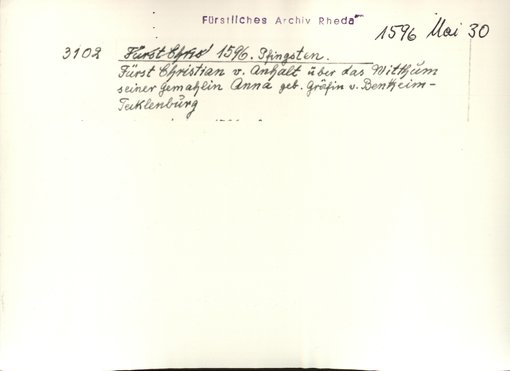 Fürstliches Archiv Rheda
1596 Mai 30
3102 Fürst Chris 1596. Pfingsten.
Fürst Christian v. Anhalt über das Witthum
seiner Gemahlin Anna geb. Gräfin v. Bentheim-
Tecklenburg